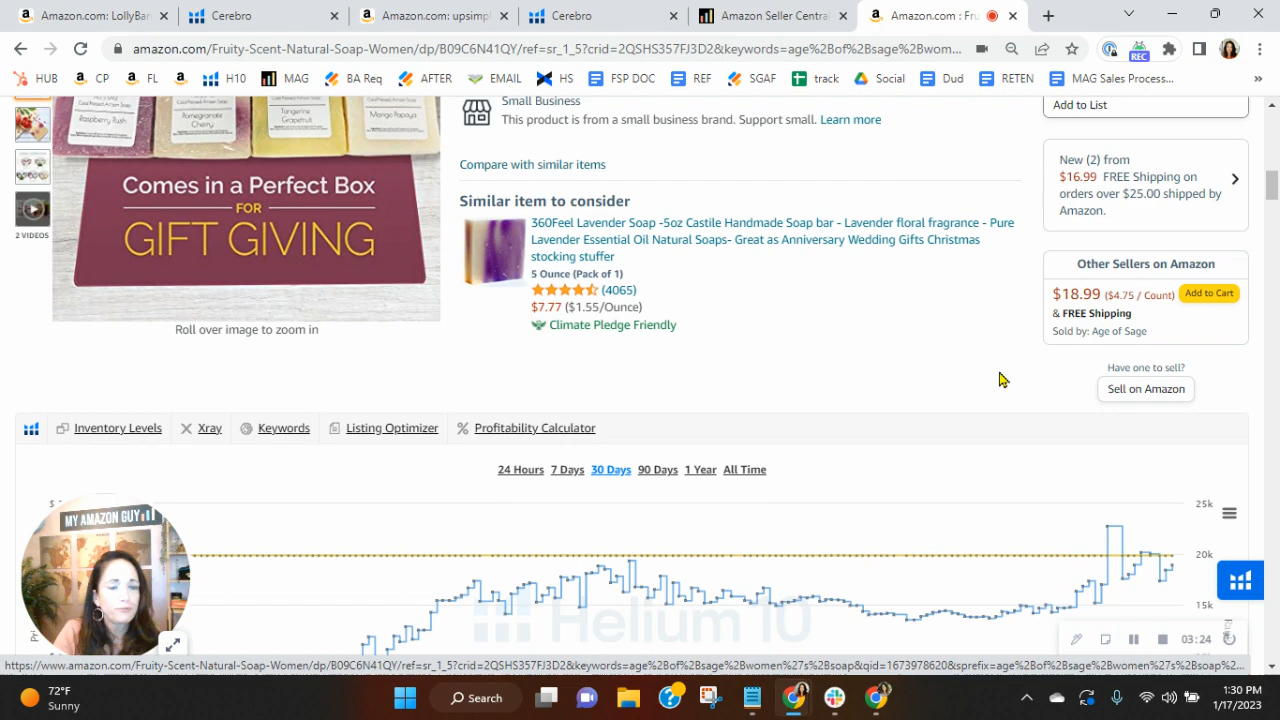 Amazon.com: LollyBar
Cerebro
Amazon.com: upsimpl
Cerebro
Amazon Seller Central
Amazon.com : Fru
amazon.com/Fruity-Scent-Natural-Soap-Women/dp/B09C6N41QY/ref=sr_1_5?crid=2QSHS357FJ3D2&keywords=age%2Bof%2Bsage%2Bwom...
REC
HUB
CP
FL
H10
MAG
BA Req
AFTER
EMAIL
HS
FSP DOC
REF
SGAF
track
Social
Dud
RETEN
MAG Sales Process...
»
Raspberry Rush
Pomegranate Cherry
Tangerine Grapefruit
Mango Papaya
Comes in a Perfect Box
FOR
GIFT GIVING
2 VIDEOS
Roll over image to zoom in
Small Business
This product is from a small business brand. Support small. Learn more
Compare with similar items
Similar item to consider
360Feel Lavender Soap -5oz Castile Handmade Soap bar - Lavender floral fragrance - Pure
Lavender Essential Oil Natural Soaps- Great as Anniversary Wedding Gifts Christmas
stocking stuffer
5 Ounce (Pack of 1)
(4065)
$7.77 ($1.55/Ounce)
Climate Pledge Friendly
Add to List
New (2) from
$16.99 FREE Shipping on
orders over $25.00 shipped by
Amazon.
Other Sellers on Amazon
$18.99 ($4.75 / Count) Add to Cart
& FREE Shipping
Sold by: Age of Sage
Have one to sell?
Sell on Amazon
Inventory Levels
Xray
Keywords
Listing Optimizer
Profitability Calculator
24 Hours 7 Days 30 Days 90 Days 1 Year All Time
25k
20k
15k
Helium 10
MY AMAZON GUY
03:24
https://www.amazon.com/Fruity-Scent-Natural-Soap-Women/dp/B09C6N41QY/ref=sr_1_5?crid=2QSHS357FJ3D2&keywords=age%2Bof%2Bsage%2Bwomen%27s%2Bsoap&qid=1673978620&sprefix=age%2Bof%2Bsage%2Bwomen%27s%2Bsoap%2...
72°F
Sunny
Search
1:30 PM
1/17/2023